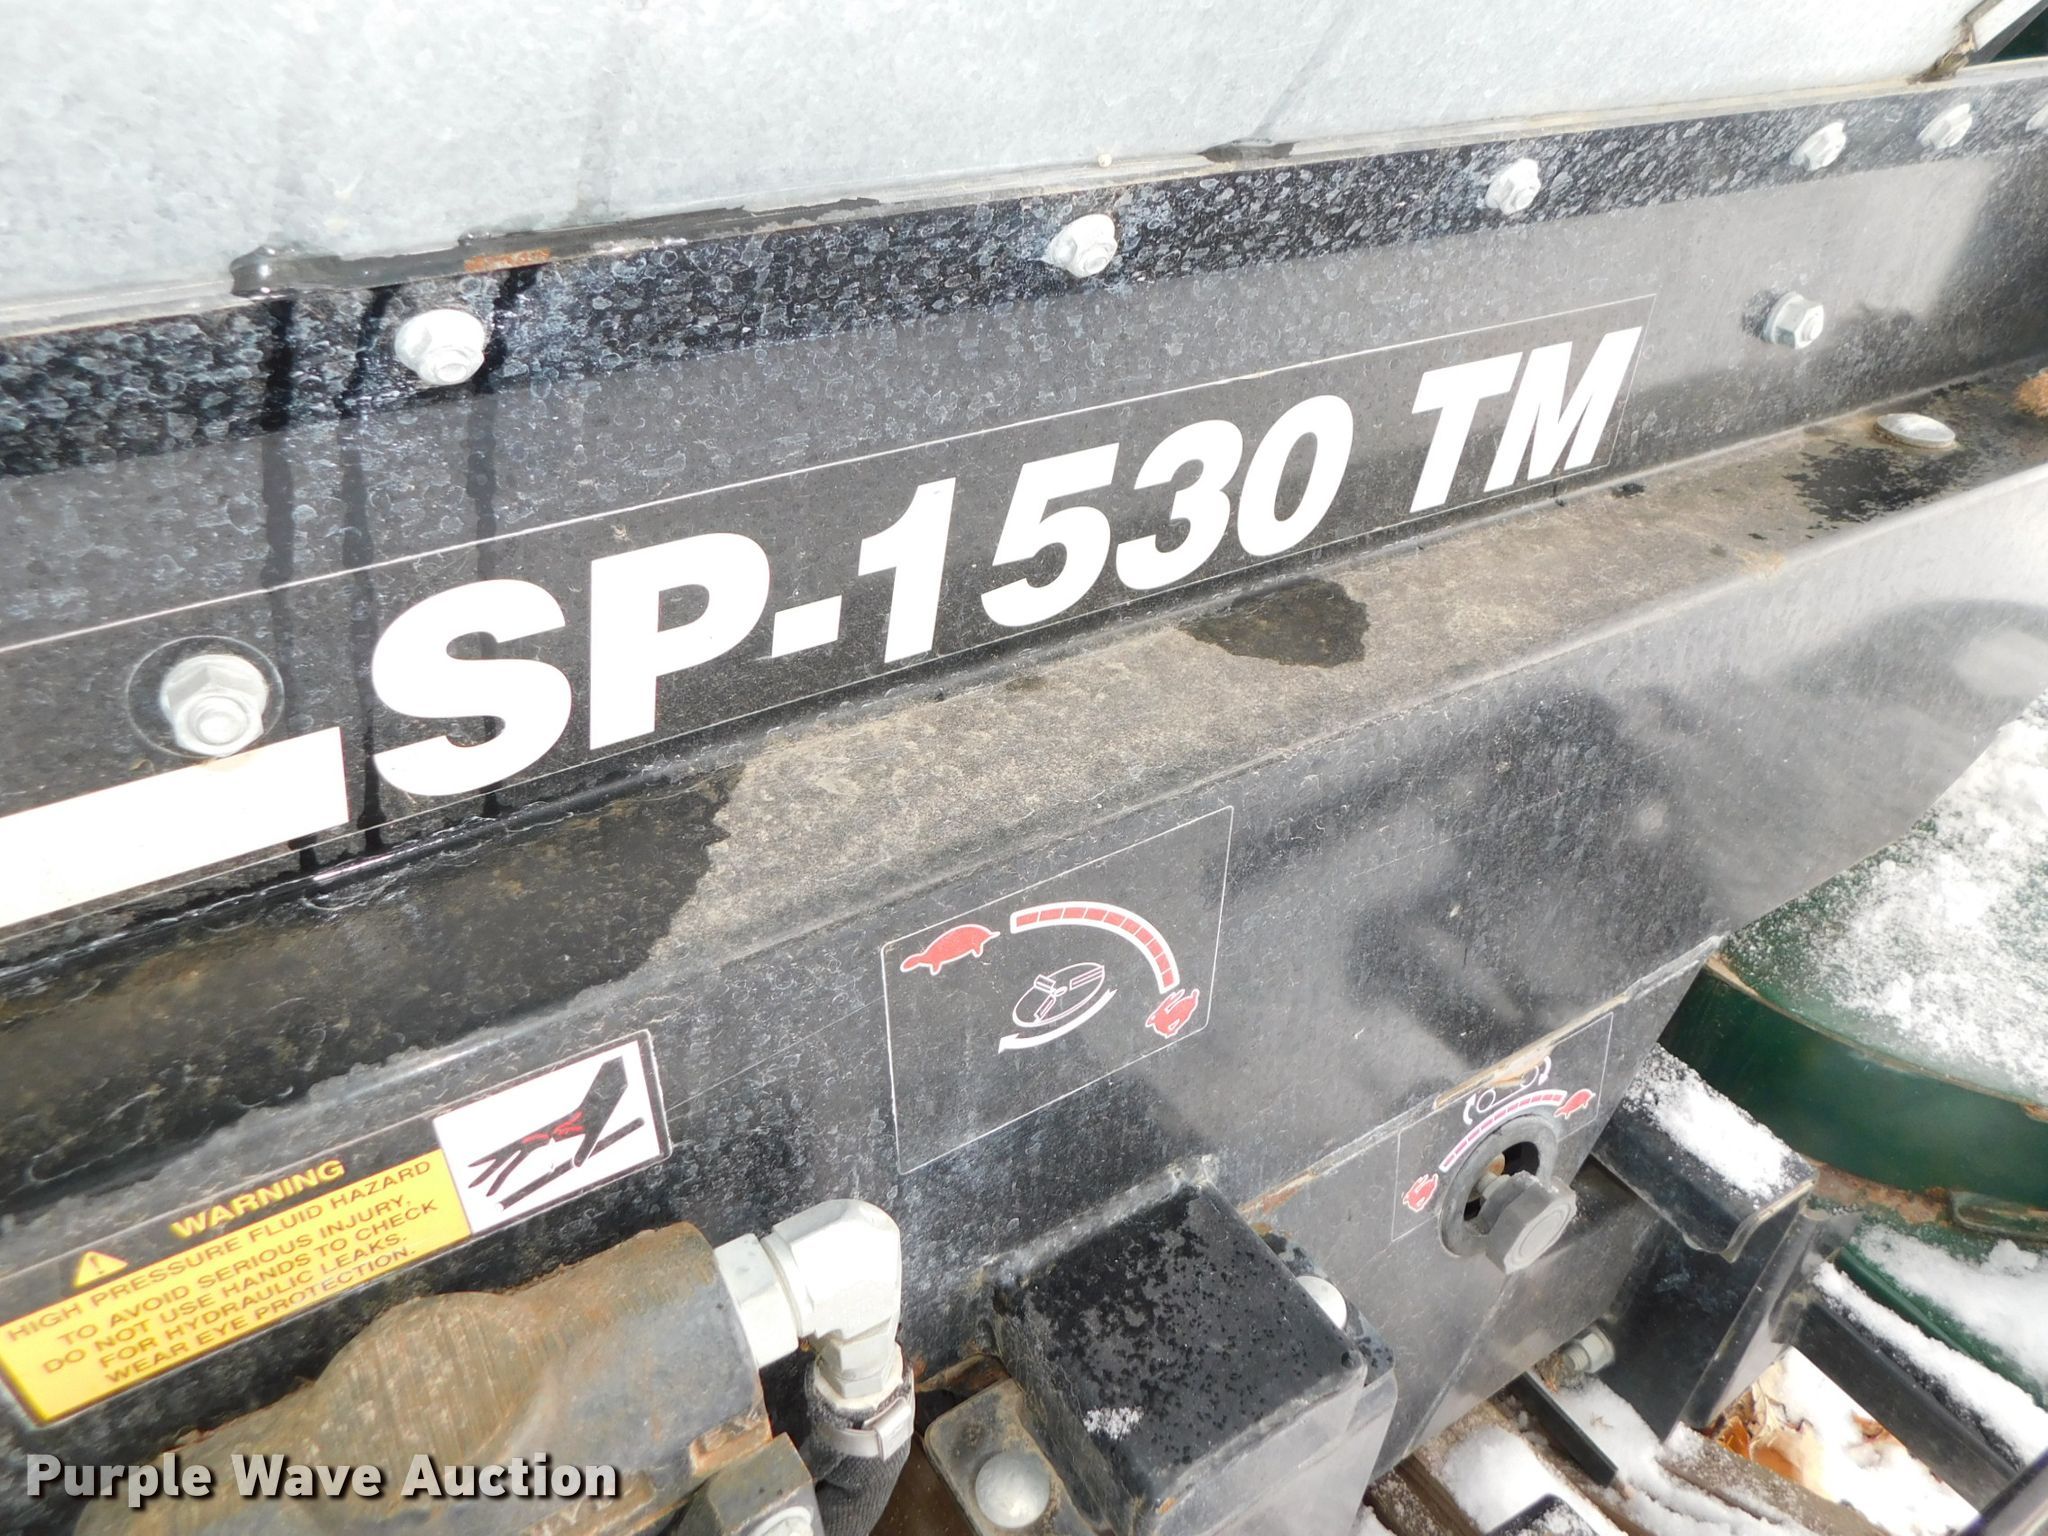 SP-1530 TM
WARNING
HIGH PRESSURE FLUID HAZARD
TO AVOID SERIOUS INJURY,
DO NOT USE HANDS TO CHECK
FOR HYDRAULIC LEAKS.
WEAR EYE PROTECTION.
Purple Wave Auction